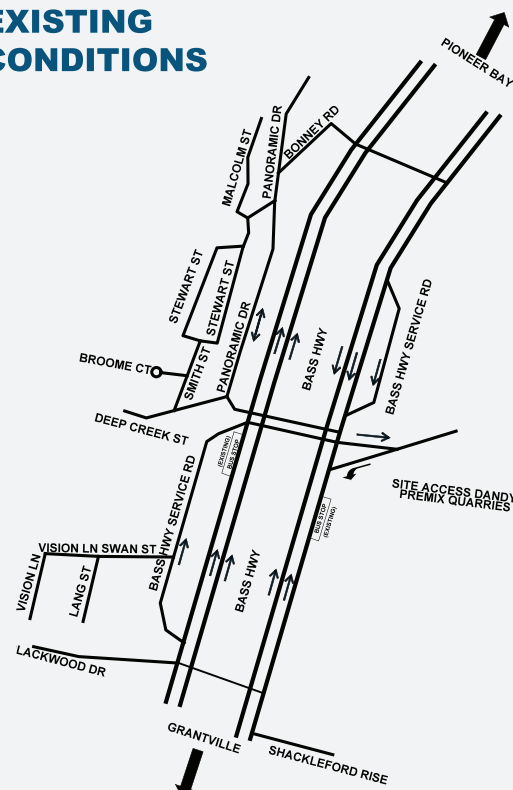 EXISTING
CONDITIONS
PIONEER BAY
BONNEY RD
PANORAMIC DR
MALCOLM ST
STEWART ST
STEWART ST
PANORAMIC DR
SMITH ST
BROOME CT
BASS HWY
BASS HWY SERVICE RD
DEEP CREEK ST
(EXISTING)
BUS STOP
SITE ACCESS DANDY
PREMIX QUARRIES
BUS STOP
(EXISTING)
BASS HWY SERVICE RD
VISION LN SWAN ST
VISION LN
LANG ST
BASS HWY
LACKWOOD DR
GRANTVILLE
SHACKLEFORD RISE